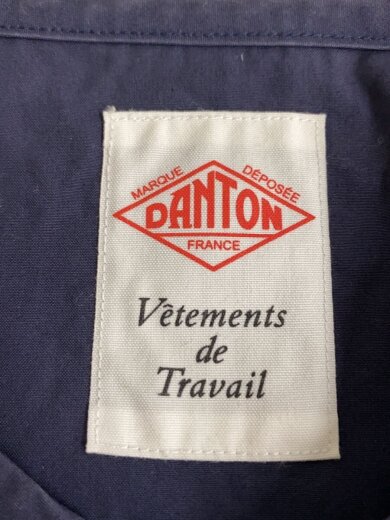 MARQUE DÉPOSÉE
DANTON
FRANCE
Vêtements
de
Travail